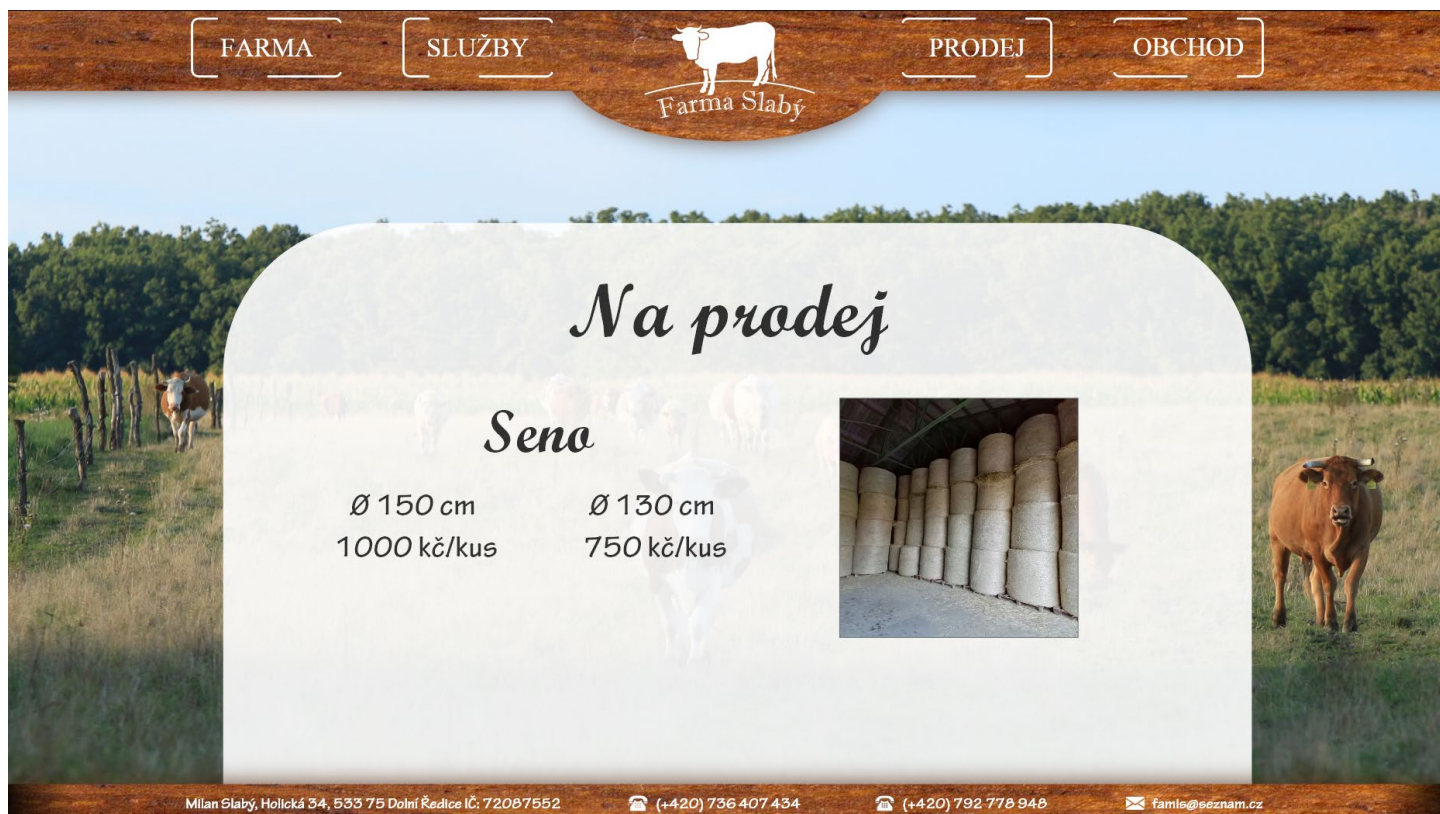 FARMA
SLUŽBY
Farma Slabý
PRODEJ
OBCHOD
Na prodej
Seno
Ø 150 cm
1000 kč/kus
Ø 130 cm
750 kč/kus
Milan Slabý, Holická 34, 533 75 Dolní Ředice IČ: 72087552
(+420) 736 407 434
(+420) 792 778 948
famls@seznam.cz